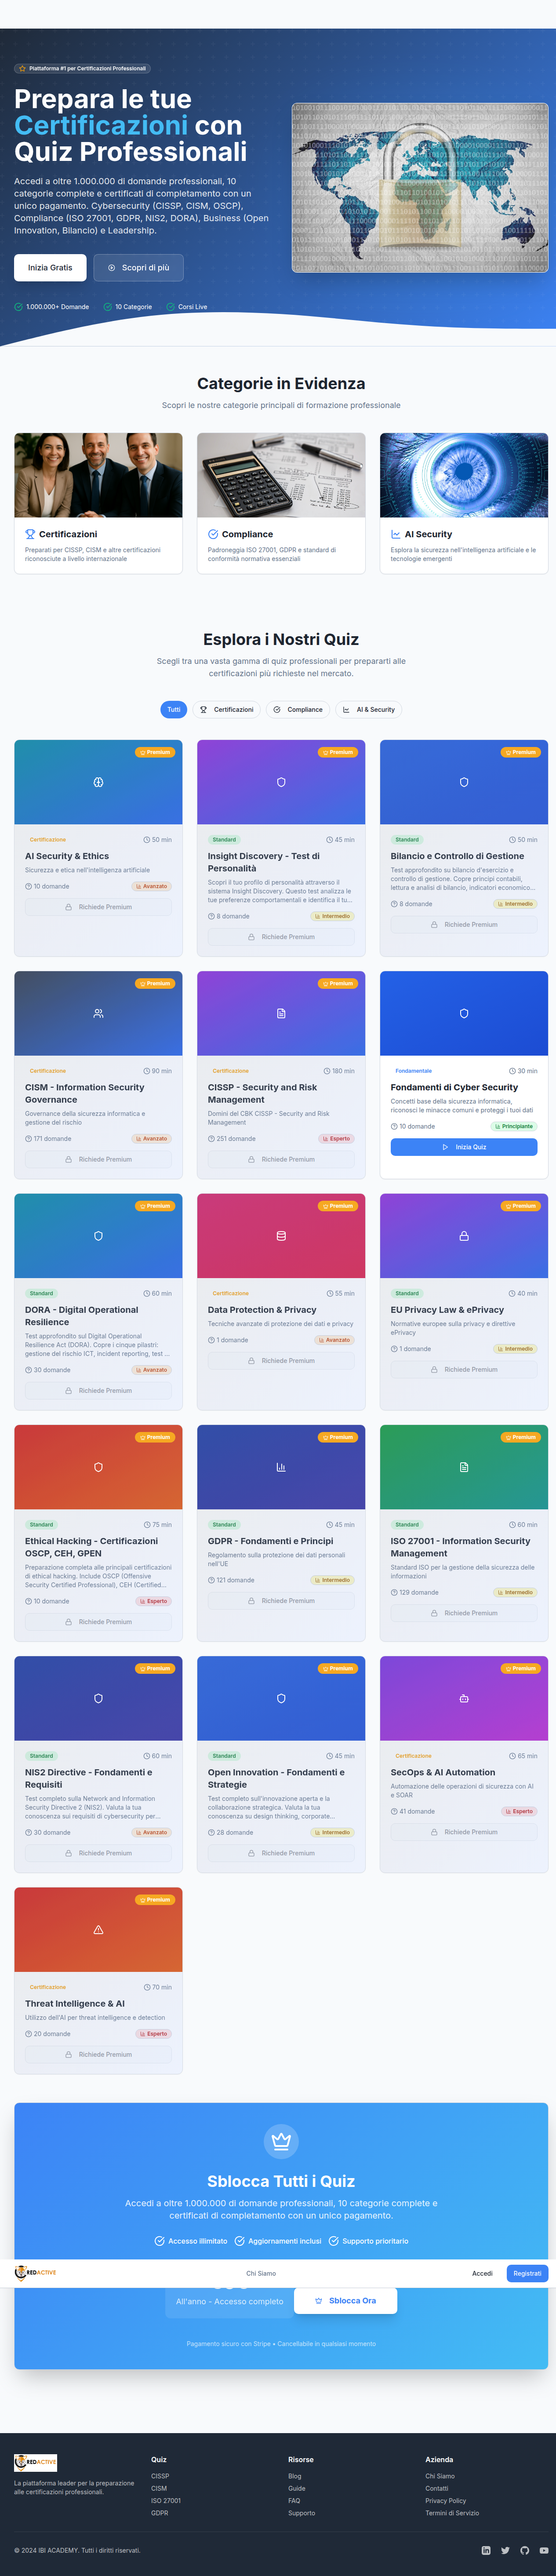 Piattaforma #1 per Certificazioni Professionali
Prepara le tue
Certificazioni con
Quiz Professionali
Accedi a oltre 1.000.000 di domande professionali, 10
categorie complete e certificati di completamento con un
unico pagamento. Cybersecurity (CISSP, CISM, OSCP),
Compliance (ISO 27001, GDPR, NIS2, DORA), Business (Open
Innovation, Bilancio) e Leadership.
Inizia Gratis
Scopri di più
1.000.000+ Domande
10 Categorie
Corsi Live
Categorie in Evidenza
Scopri le nostre categorie principali di formazione professionale
Certificazioni
Preparati per CISSP, CISM e altre certificazioni
riconosciute a livello internazionale
Compliance
Padroneggia ISO 27001, GDPR e standard di
conformità normativa essenziali
AI Security
Esplora la sicurezza nell'intelligenza artificiale e le
tecnologie emergenti
Esplora i Nostri Quiz
Scegli tra una vasta gamma di quiz professionali per prepararti alle
certificazioni più richieste nel mercato.
Tutti
Certificazioni
Compliance
AI & Security
Premium
Certificazione
50 min
AI Security & Ethics
Sicurezza e etica nell'intelligenza artificiale
10 domande
Avanzato
Richiede Premium
Premium
Standard
45 min
Insight Discovery - Test di
Personalità
Scopri il tuo profilo di personalità attraverso il
sistema Insight Discovery. Questo test analizza le
tue preferenze comportamentali e identifica il tu...
8 domande
Intermedio
Richiede Premium
Premium
Standard
50 min
Bilancio e Controllo di Gestione
Test approfondito su bilancio d'esercizio e
controllo di gestione. Copre principi contabili,
lettura e analisi di bilancio, indicatori economico...
8 domande
Intermedio
Richiede Premium
Premium
Certificazione
90 min
CISM - Information Security
Governance
Governance della sicurezza informatica e
gestione del rischio
171 domande
Avanzato
Richiede Premium
Premium
Certificazione
180 min
CISSP - Security and Risk
Management
Domini del CBK CISSP - Security and Risk
Management
251 domande
Esperto
Richiede Premium
Fondamentale
30 min
Fondamenti di Cyber Security
Concetti base della sicurezza informatica,
riconosci le minacce comuni e proteggi i tuoi dati
10 domande
Principiante
Inizia Quiz
Premium
Standard
60 min
DORA - Digital Operational
Resilience
Test approfondito sul Digital Operational
Resilience Act (DORA). Copre i cinque pilastri:
gestione del rischio ICT, incident reporting, test ...
30 domande
Avanzato
Richiede Premium
Premium
Certificazione
55 min
Data Protection & Privacy
Tecniche avanzate di protezione dei dati e privacy
1 domande
Avanzato
Richiede Premium
Premium
Standard
40 min
EU Privacy Law & ePrivacy
Normative europee sulla privacy e direttive
ePrivacy
1 domande
Intermedio
Richiede Premium
Premium
Standard
75 min
Ethical Hacking - Certificazioni
OSCP, CEH, GPEN
Preparazione completa alle principali certificazioni
di ethical hacking. Include OSCP (Offensive
Security Certified Professional), CEH (Certified...
10 domande
Esperto
Richiede Premium
Premium
Standard
45 min
GDPR - Fondamenti e Principi
Regolamento sulla protezione dei dati personali
nell'UE
121 domande
Intermedio
Richiede Premium
Premium
Standard
60 min
ISO 27001 - Information Security
Management
Standard ISO per la gestione della sicurezza delle
informazioni
129 domande
Intermedio
Richiede Premium
Premium
Standard
60 min
NIS2 Directive - Fondamenti e
Requisiti
Test completo sulla Network and Information
Security Directive 2 (NIS2). Valuta la tua
conoscenza sui requisiti di cybersecurity per...
30 domande
Avanzato
Richiede Premium
Premium
Standard
45 min
Open Innovation - Fondamenti e
Strategie
Test completo sull'innovazione aperta e la
collaborazione strategica. Valuta la tua
conoscenza su design thinking, corporate...
28 domande
Intermedio
Richiede Premium
Premium
Certificazione
65 min
SecOps & AI Automation
Automazione delle operazioni di sicurezza con AI
e SOAR
41 domande
Esperto
Richiede Premium
Premium
Certificazione
70 min
Threat Intelligence & AI
Utilizzo dell'AI per threat intelligence e detection
20 domande
Esperto
Richiede Premium
Sblocca Tutti i Quiz
Accedi a oltre 1.000.000 di domande professionali, 10 categorie complete e
certificati di completamento con un unico pagamento.
Accesso illimitato
Aggiornamenti inclusi
Supporto prioritario
REDACTIVE
Chi Siamo
Accedi
Registrati
All'anno - Accesso completo
Sblocca Ora
Pagamento sicuro con Stripe • Cancellabile in qualsiasi momento
REDACTIVE
La piattaforma leader per la preparazione
alle certificazioni professionali.
Quiz
CISSP
CISM
ISO 27001
GDPR
Risorse
Blog
Guide
FAQ
Supporto
Azienda
Chi Siamo
Contatti
Privacy Policy
Termini di Servizio
© 2024 IBI ACADEMY. Tutti i diritti riservati.